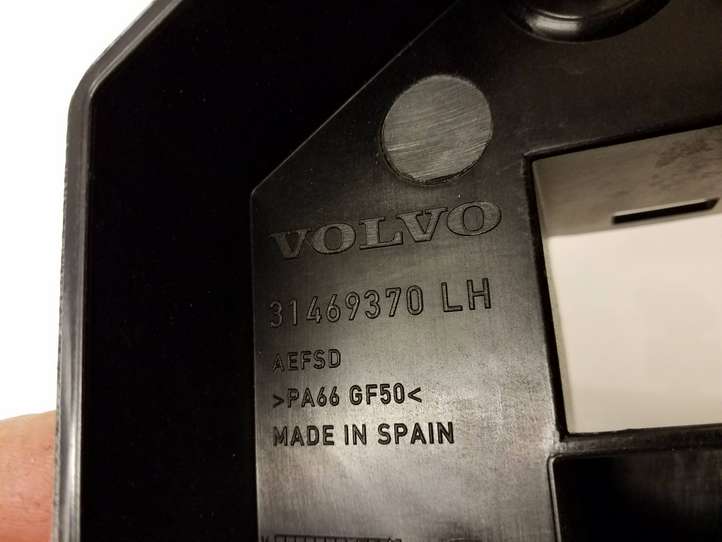 VOLVO
31469370 LH
AEFSD
>PA66 GF50<
MADE IN SPAIN